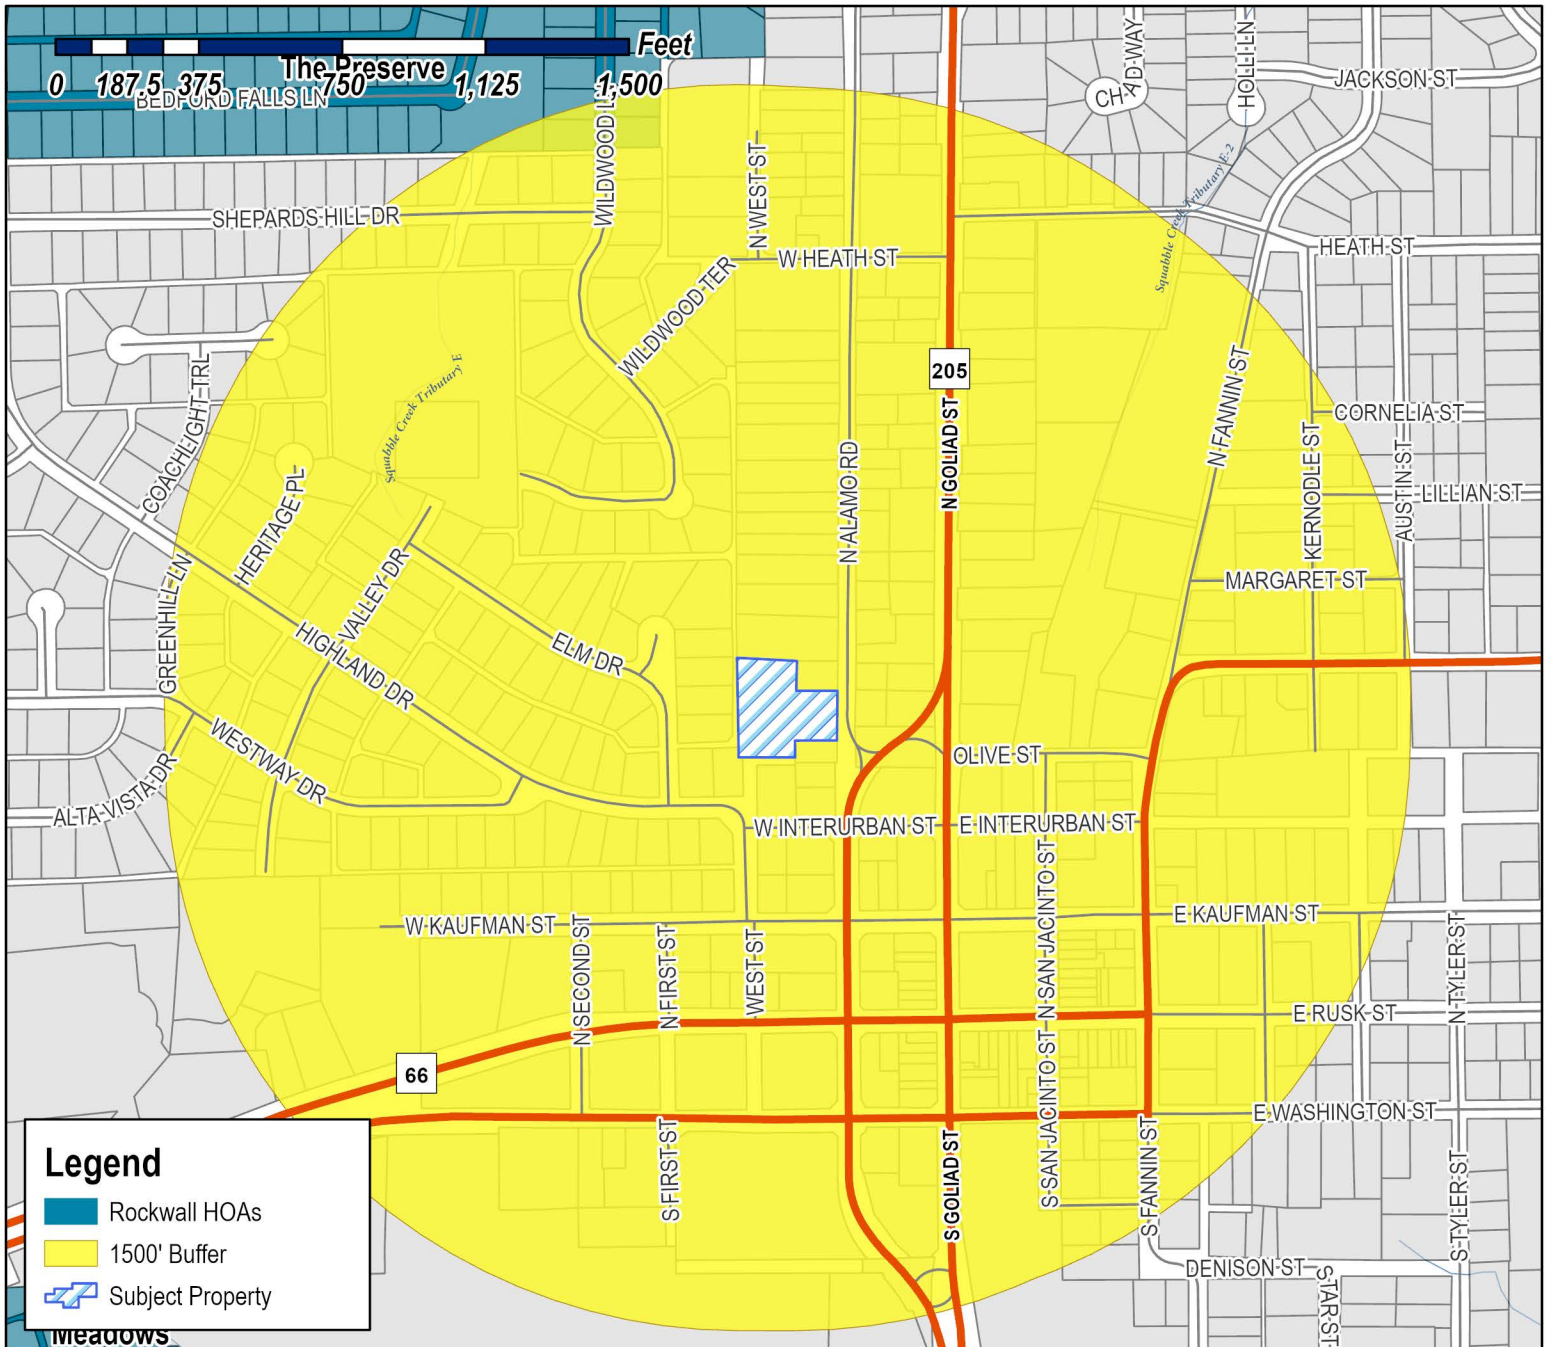 Feet
0 187.5 375 750 1,125 1,500
The Preserve
BEDFORD FALLS LN
WILDWOOD LN
CHAD WAY
HOLLI LN
JACKSON ST
SHEPARDS HILL DR
N WEST ST
Squabble Creek Tributary E-2
HEATH ST
W HEATH ST
WILDWOOD TER
205
COACHLIGHT TRL
Squabble Creek Tributary E
N GOLIAD ST
N FANNIN ST
CORNELIA ST
KERNODLE ST
AUSTIN ST
LILLIAN ST
HERITAGE PL
N ALAMO RD
VALLEY DR
GREENHILL LN
MARGARET ST
HIGHLAND DR
ELM DR
WESTWAY DR
OLIVE ST
ALTA VISTA DR
W INTERURBAN ST
E INTERURBAN ST
W KAUFMAN ST
E KAUFMAN ST
N SECOND ST
N FIRST ST
WEST ST
N SAN JACINTO ST
N TYLER ST
E RUSK ST
66
S SAN JACINTO ST
E WASHINGTON ST
S FIRST ST
S GOLIAD ST
S FANNIN ST
S TYLER ST
DENISON ST
STAR ST
Legend
Rockwall HOAs
1500' Buffer
Subject Property
Meadows